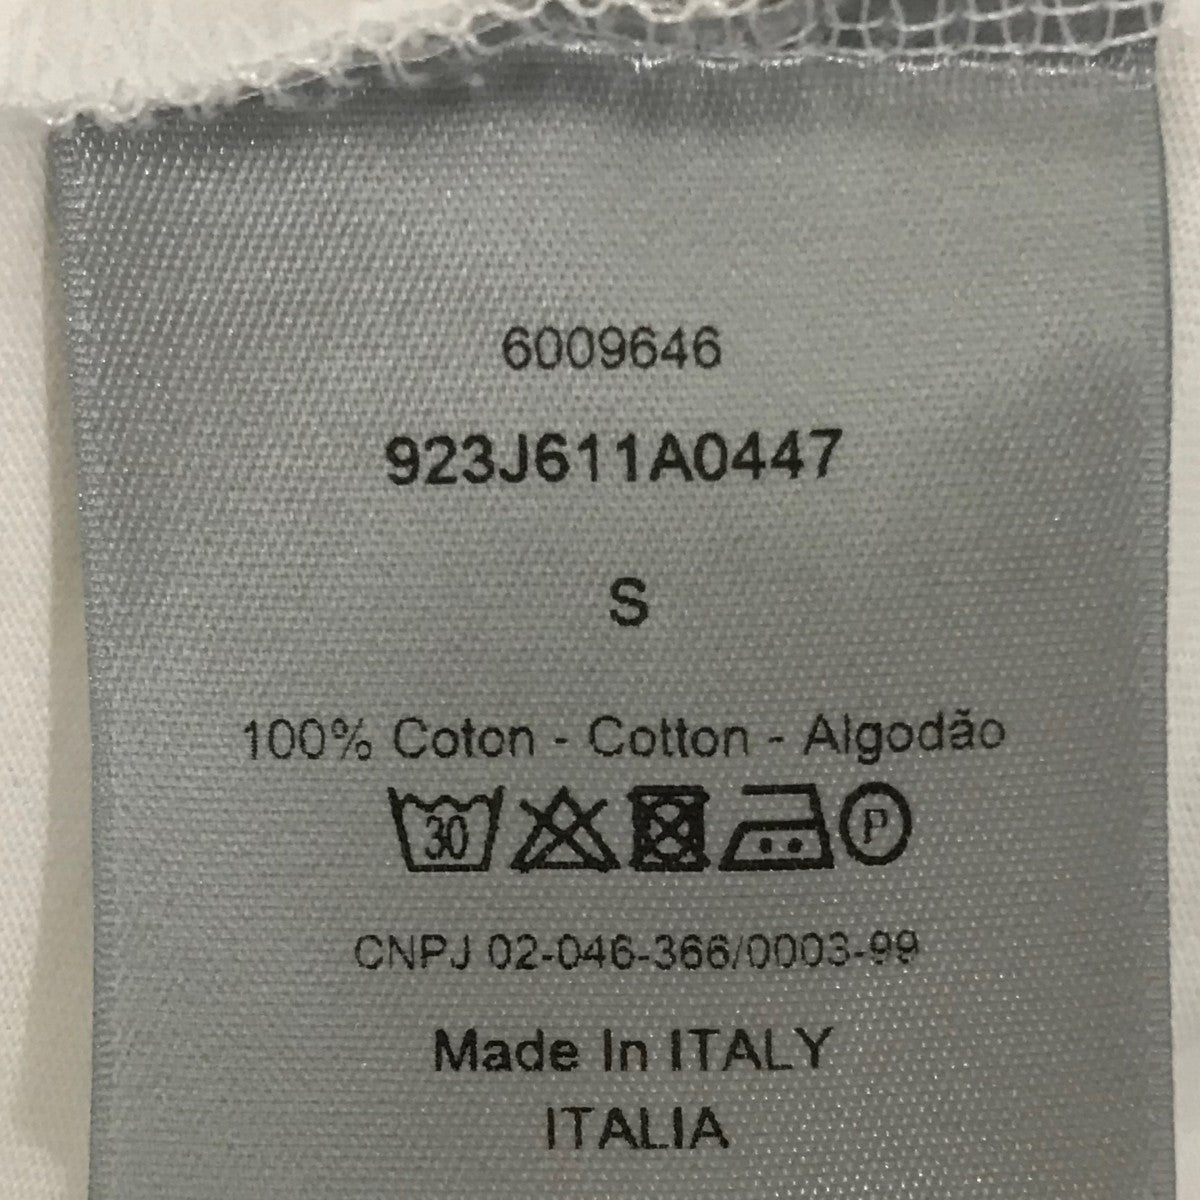 6009646
923J611A0447
S
100% Coton - Cotton - Algodão
30 P
CNPJ 02-046-366/0003-99
Made In ITALY
ITALIA